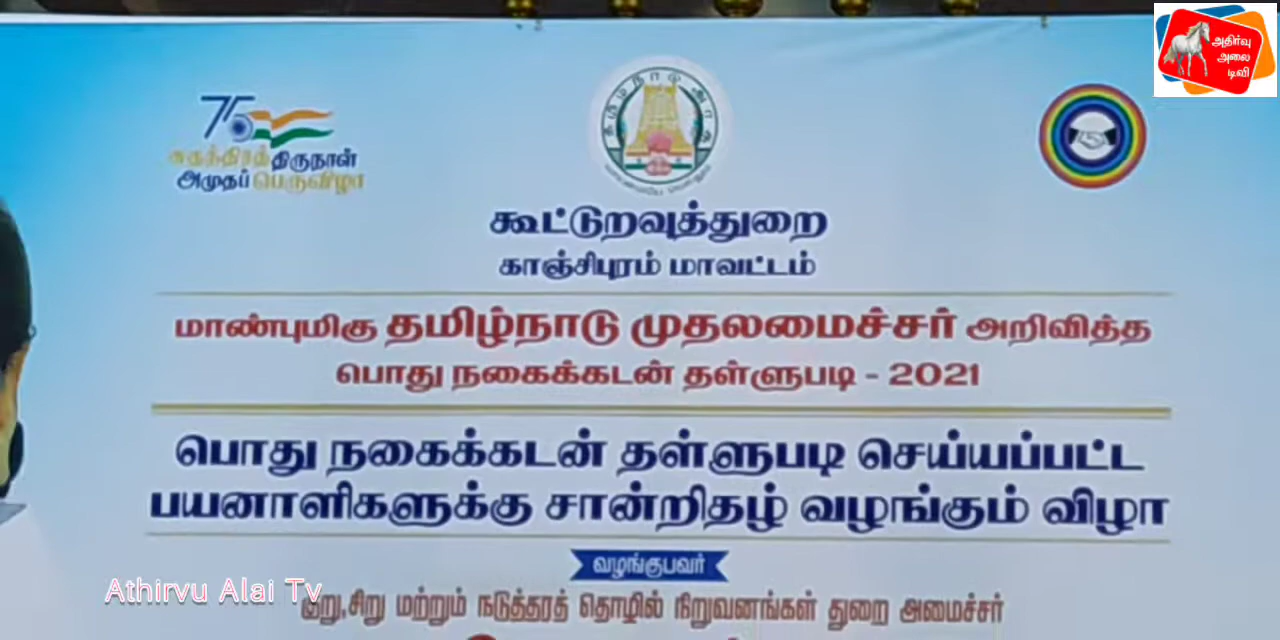 அதிர்வு
அலை
டிவி
75
சுதந்திரத் திருநாள்
அமுதப் பெருவிழா
தமிழ்நாடு அரசு
கூட்டுறவுத்துறை
காஞ்சிபுரம் மாவட்டம்
மாண்புமிகு தமிழ்நாடு முதலமைச்சர் அறிவித்த
பொது நகைக்கடன் தள்ளுபடி - 2021
பொது நகைக்கடன் தள்ளுபடி செய்யப்பட்ட
பயனாளிகளுக்கு சான்றிதழ் வழங்கும் விழா
வழங்குபவர்
குறு,சிறு மற்றும் நடுத்தரத் தொழில் நிறுவனங்கள் துறை அமைச்சர்
Athirvu Alai Tv